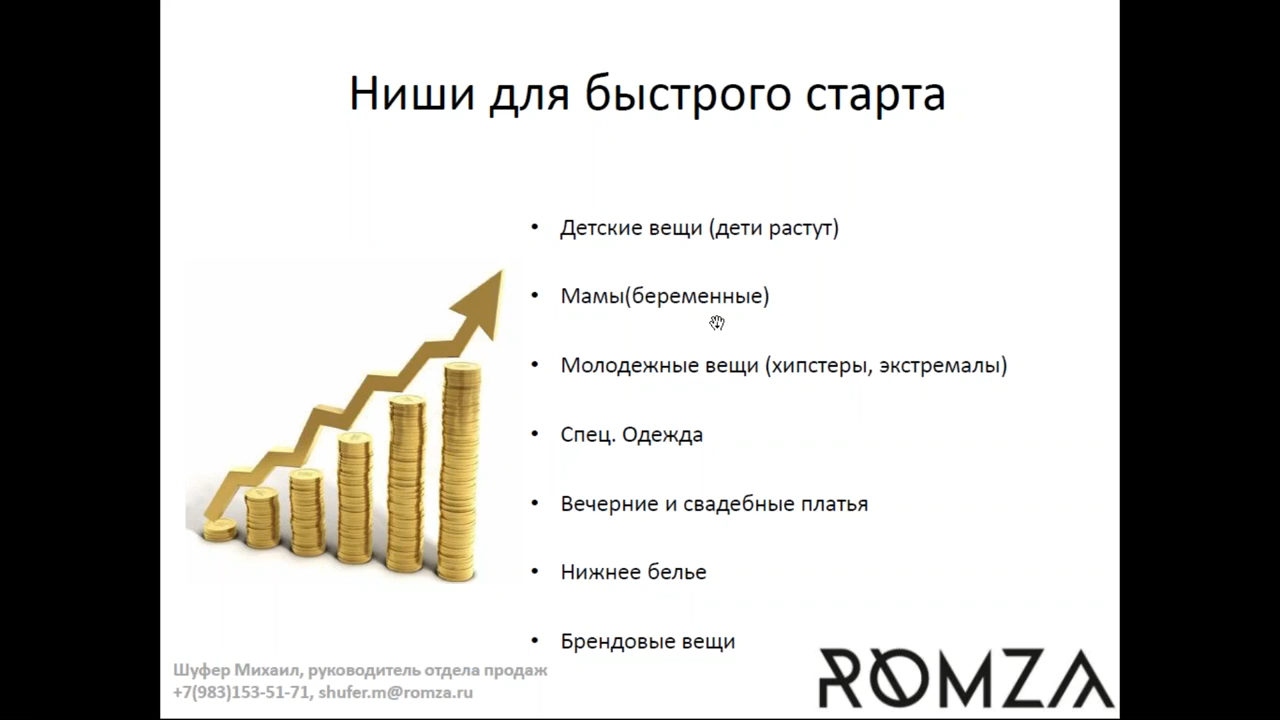 Ниши для быстрого старта
• Детские вещи (дети растут)
• Мамы(беременные)
• Молодежные вещи (хипстеры, экстремалы)
• Спец. Одежда
• Вечерние и свадебные платья
• Нижнее белье
• Брендовые вещи
Шуфер Михаил, руководитель отдела продаж
+7(983)153-51-71, shufer.m@romza.ru
ROMZA